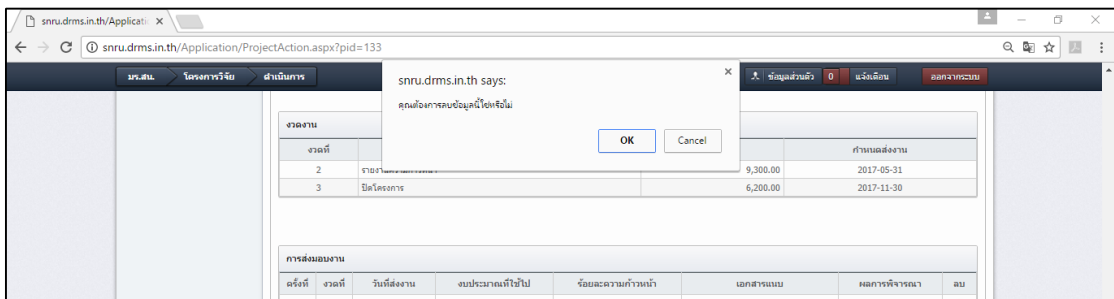 snru.drms.in.th/Applicati
snru.drms.in.th/Application/ProjectAction.aspx?pid=133
มร.สน. โครงการวิจัย ดำเนินการ ข้อมูลส่วนตัว 0 แจ้งเตือน ออกจากระบบ
snru.drms.in.th says:
คุณต้องการลบข้อมูลนี้ใช่หรือไม่
OK Cancel
งวดงาน
งวดที่ กำหนดส่งงาน
2 9,300.00 2017-05-31
3 ปิดโครงการ 6,200.00 2017-11-30
การส่งมอบงาน
ครั้งที่ งวดที่ วันที่ส่งงาน งบประมาณที่ใช้ไป ร้อยละความก้าวหน้า เอกสารแนบ ผลการพิจารณา ลบ